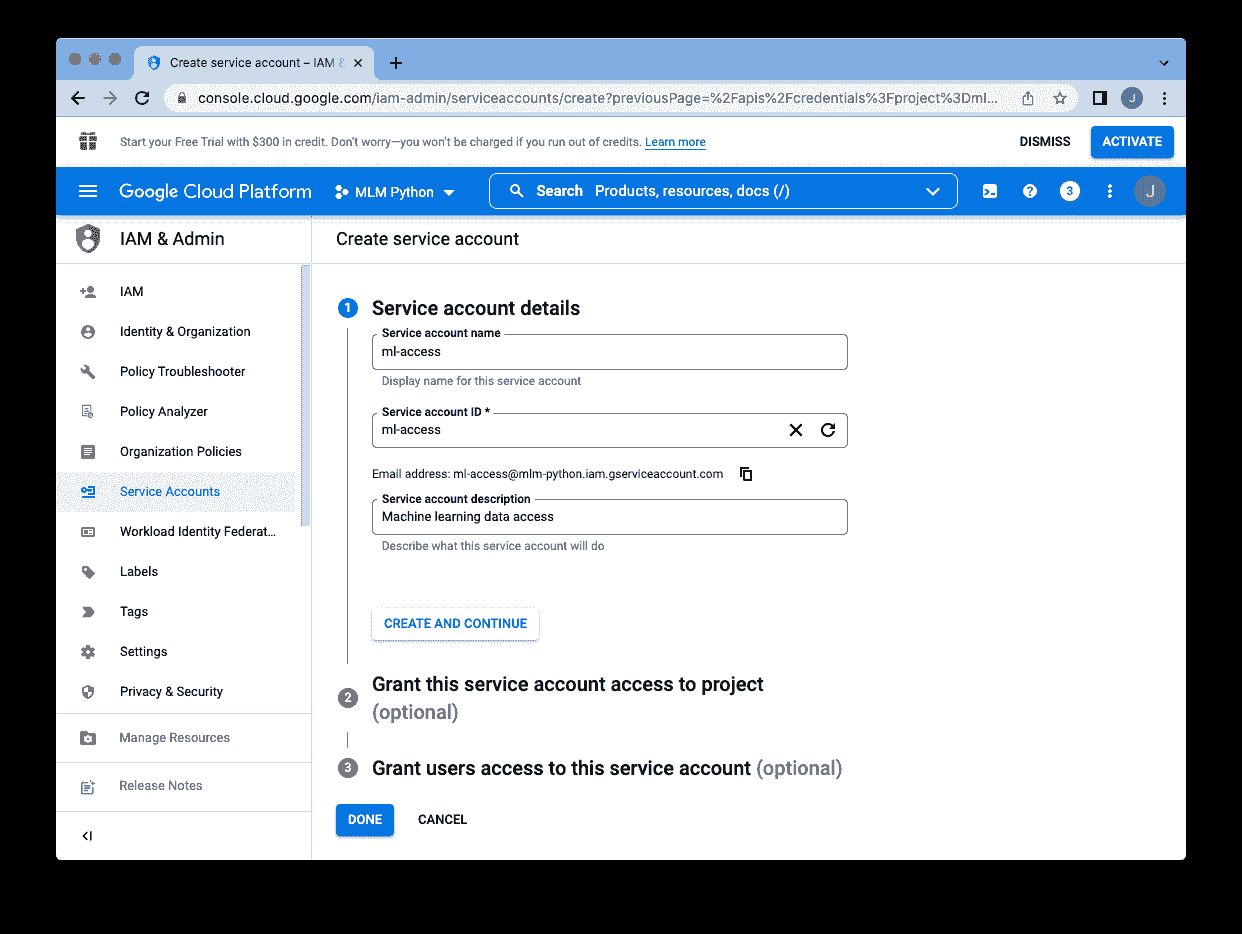 Create service account – IAM &
console.cloud.google.com/iam-admin/serviceaccounts/create?previousPage=%2Fapis%2Fcredentials%3Fproject%3Dml...
J
Start your Free Trial with $300 in credit. Don't worry—you won't be charged if you run out of credits. Learn more
DISMISS
ACTIVATE
Google Cloud Platform
MLM Python
Search Products, resources, docs (/)
3
J
IAM & Admin
Create service account
IAM
Identity & Organization
Policy Troubleshooter
Policy Analyzer
Organization Policies
Service Accounts
Workload Identity Federat...
Labels
Tags
Settings
Privacy & Security
Manage Resources
Release Notes
1 Service account details
Service account name
ml-access
Display name for this service account
Service account ID *
ml-access
Email address: ml-access@mlm-python.iam.gserviceaccount.com
Service account description
Machine learning data access
Describe what this service account will do
CREATE AND CONTINUE
2 Grant this service account access to project
(optional)
3 Grant users access to this service account (optional)
DONE
CANCEL